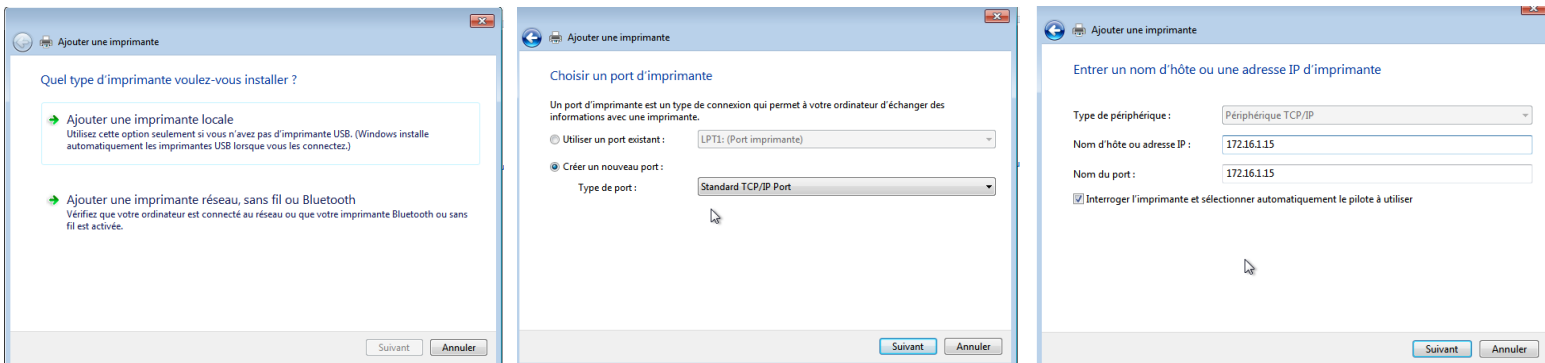 Ajouter une imprimante
Quel type d'imprimante voulez-vous installer ?
Ajouter une imprimante locale
Utilisez cette option seulement si vous n'avez pas d'imprimante USB. (Windows installe
automatiquement les imprimantes USB lorsque vous les connectez.)
Ajouter une imprimante réseau, sans fil ou Bluetooth
Vérifiez que votre ordinateur est connecté au réseau ou que votre imprimante Bluetooth ou sans
fil est activée.
Suivant
Annuler
Ajouter une imprimante
Choisir un port d'imprimante
Un port d'imprimante est un type de connexion qui permet à votre ordinateur d'échanger des
informations avec une imprimante.
Utiliser un port existant :
LPT1: (Port imprimante)
Créer un nouveau port :
Type de port :
Standard TCP/IP Port
Suivant
Annuler
Ajouter une imprimante
Entrer un nom d'hôte ou une adresse IP d'imprimante
Type de périphérique :
Périphérique TCP/IP
Nom d'hôte ou adresse IP :
172.16.1.15
Nom du port :
172.16.1.15
Interroger l'imprimante et sélectionner automatiquement le pilote à utiliser
Suivant
Annuler